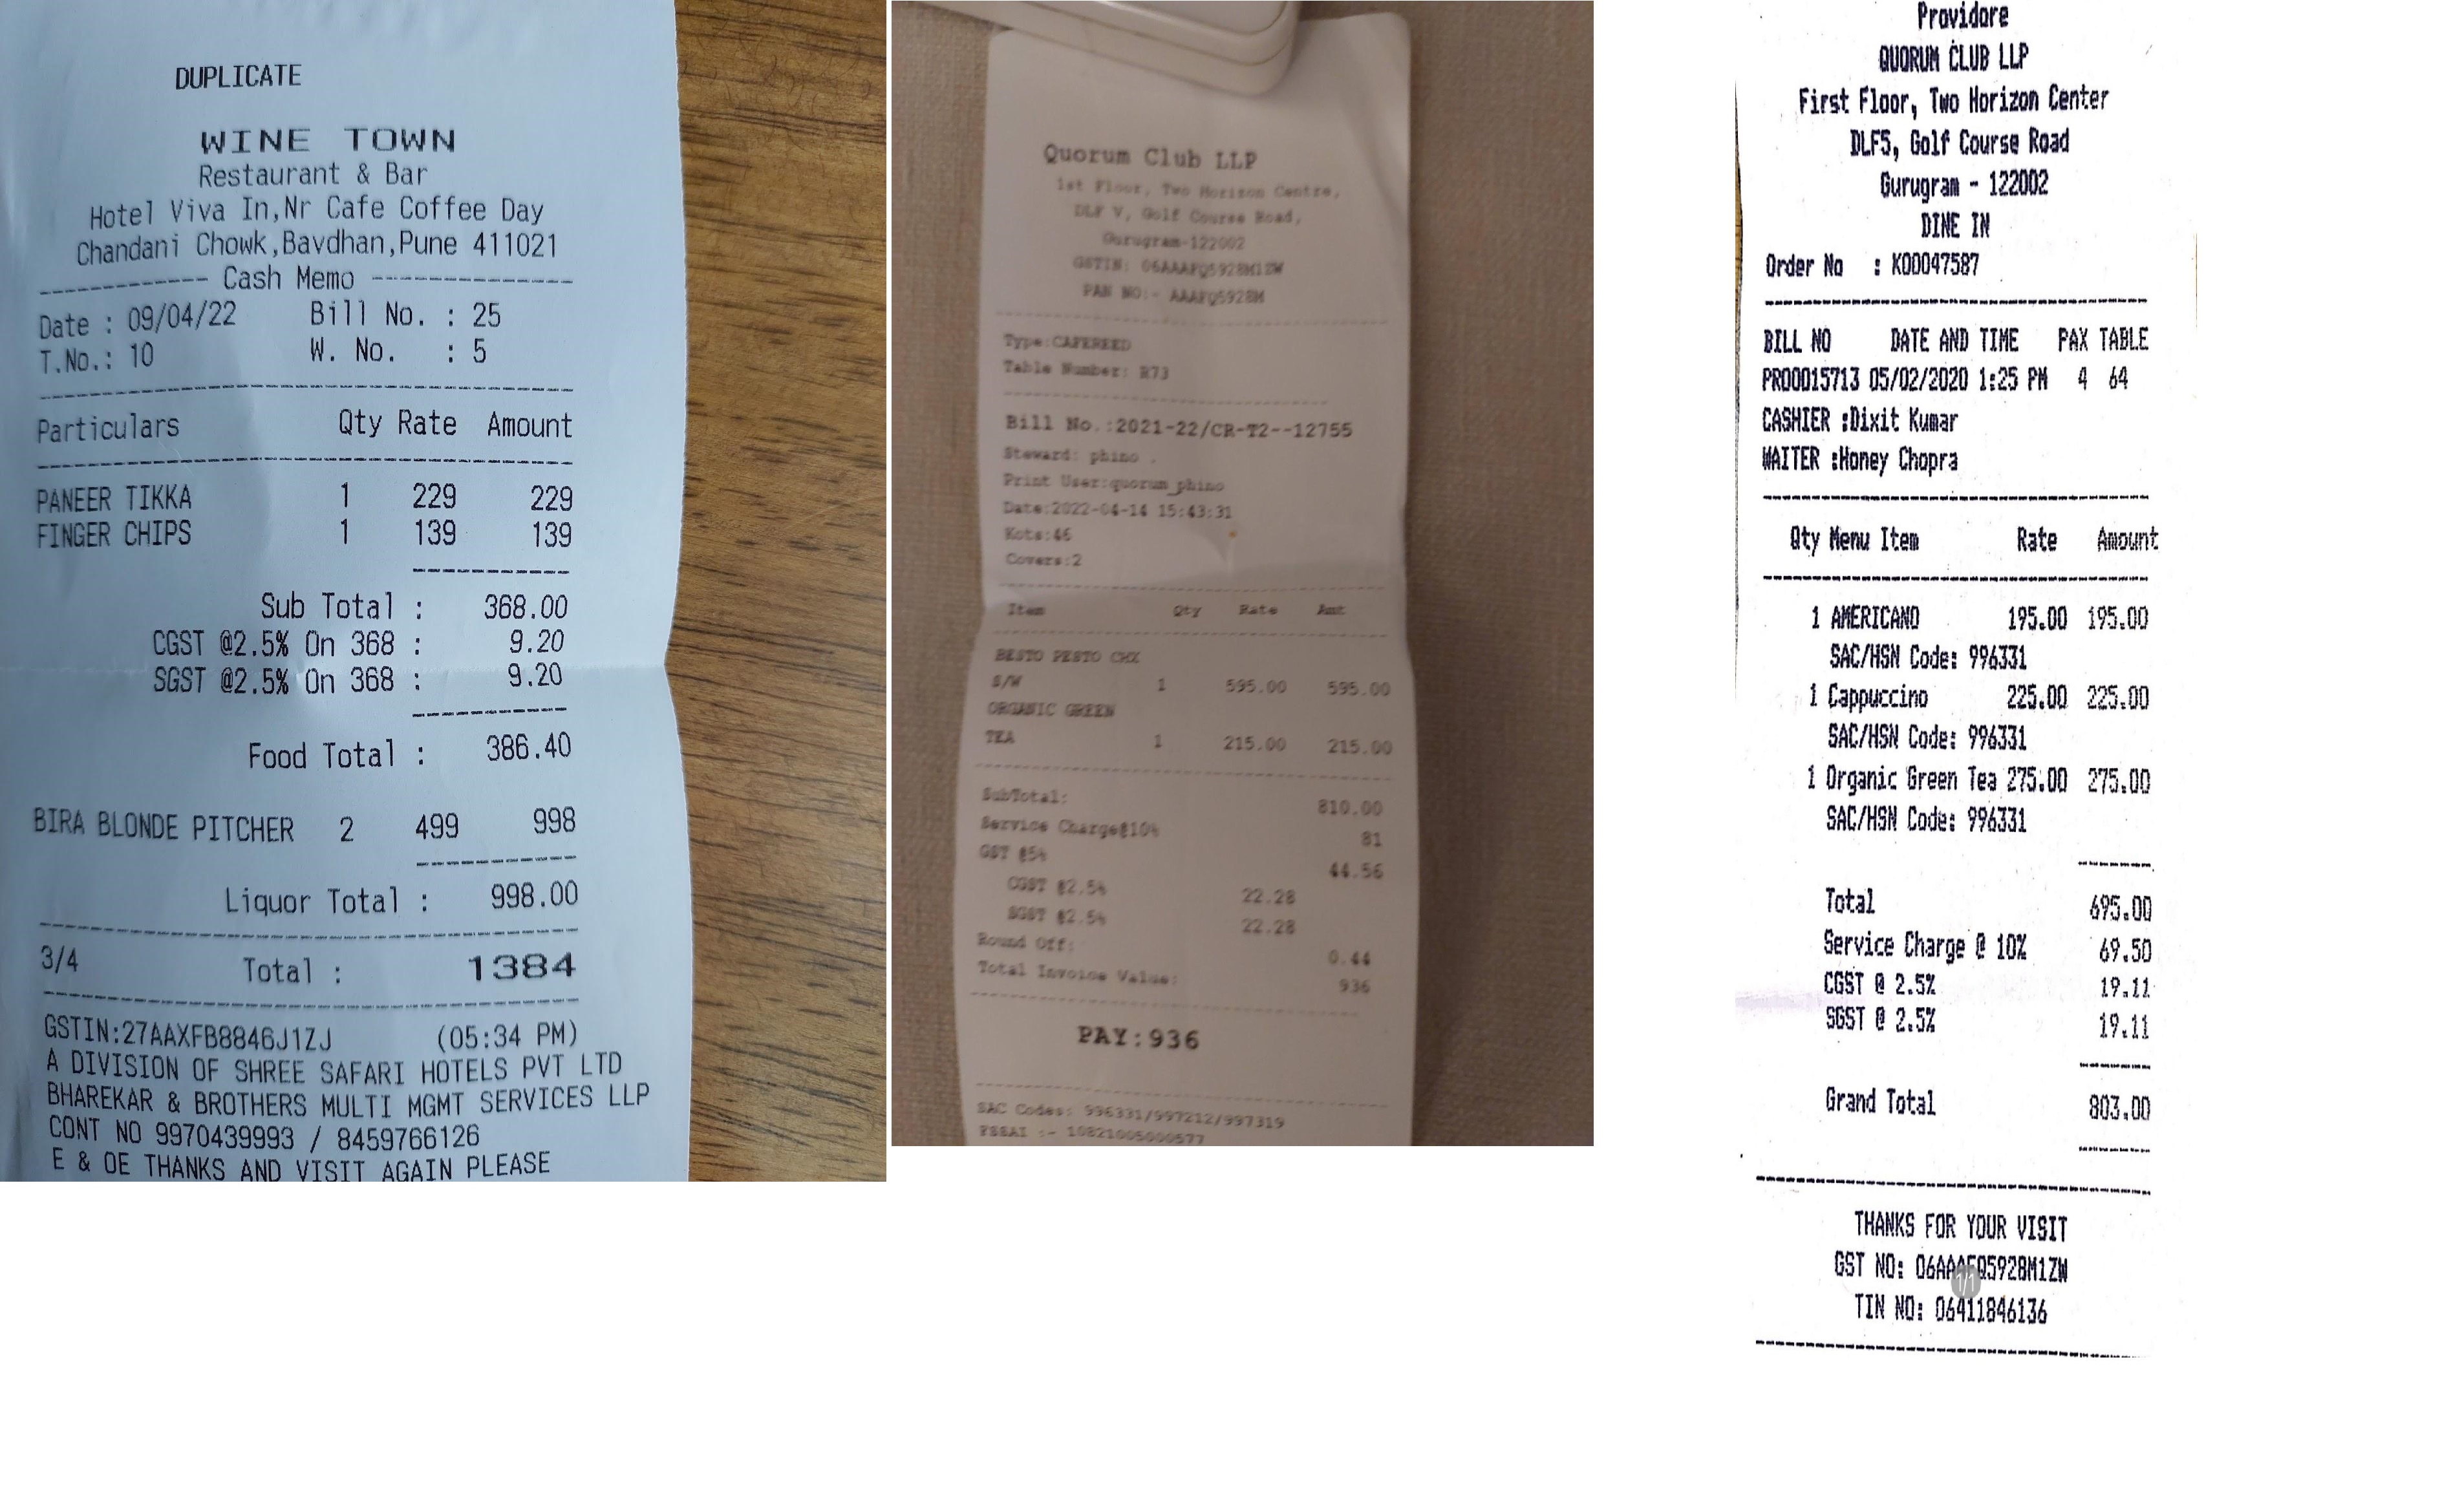 DUPLICATE
WINE TOWN
Restaurant & Bar
Hotel Viva In,Nr Cafe Coffee Day
Chandani Chowk,Bavdhan,Pune 411021
Cash Memo
Date : 09/04/22 Bill No. : 25
T.No.: 10 W. No. : 5
Particulars Qty Rate Amount
PANEER TIKKA 1 229 229
FINGER CHIPS 1 139 139
Sub Total : 368.00
CGST @2.5% On 368 : 9.20
SGST @2.5% On 368 : 9.20
Food Total : 386.40
BIRA BLONDE PITCHER 2 499 998
Liquor Total : 998.00
3/4 Total : 1384
GSTIN:27AAXFB8846J1ZJ (05:34 PM)
A DIVISION OF SHREE SAFARI HOTELS PVT LTD
BHAREKAR & BROTHERS MULTI MGMT SERVICES LLP
CONT NO 9970439993 / 8459766126
E & OE THANKS AND VISIT AGAIN PLEASE
Quorum Club LLP
1st Floor, Two Horizon Centre,
DLF V, Golf Course Road,
Gurugram-122002
GSTIN: 06AAAFQ5928M1ZW
PAN NO:- AAAFQ5928M
Type:CAFEREED
Table Number: R73
Bill No.:2021-22/CR-T2--12755
Steward: phino .
Print User:quorum_phino
Date:2022-04-14 15:43:31
Kots:46
Covers:2
Item Qty Rate Amt
BESTO PESTO CHX
S/W 1 595.00 595.00
ORGANIC GREEN
TEA 1 215.00 215.00
SubTotal: 810.00
Service Charge@10% 81
GST @5% 44.56
CGST @2.5% 22.28
SGST @2.5% 22.28
Round Off: 0.44
Total Invoice Value: 936
PAY:936
SAC Codes: 996331/997212/997319
FSSAI :- 10821005000577
Providore
QUORUM CLUB LLP
First Floor, Two Horizon Center
DLF5, Golf Course Road
Gurugram - 122002
DINE IN
Order No : K00047587
BILL NO DATE AND TIME PAX TABLE
PR00015713 05/02/2020 1:25 PM 4 64
CASHIER :Dixit Kumar
WAITER :Honey Chopra
Qty Menu Item Rate Amount
1 AMERICANO 195.00 195.00
SAC/HSN Code: 996331
1 Cappuccino 225.00 225.00
SAC/HSN Code: 996331
1 Organic Green Tea 275.00 275.00
SAC/HSN Code: 996331
Total 695.00
Service Charge @ 10% 69.50
CGST @ 2.5% 19.11
SGST @ 2.5% 19.11
Grand Total 803.00
THANKS FOR YOUR VISIT
GST NO: 06AAAFQ5928M1ZW
1/1
TIN NO: 06411846136